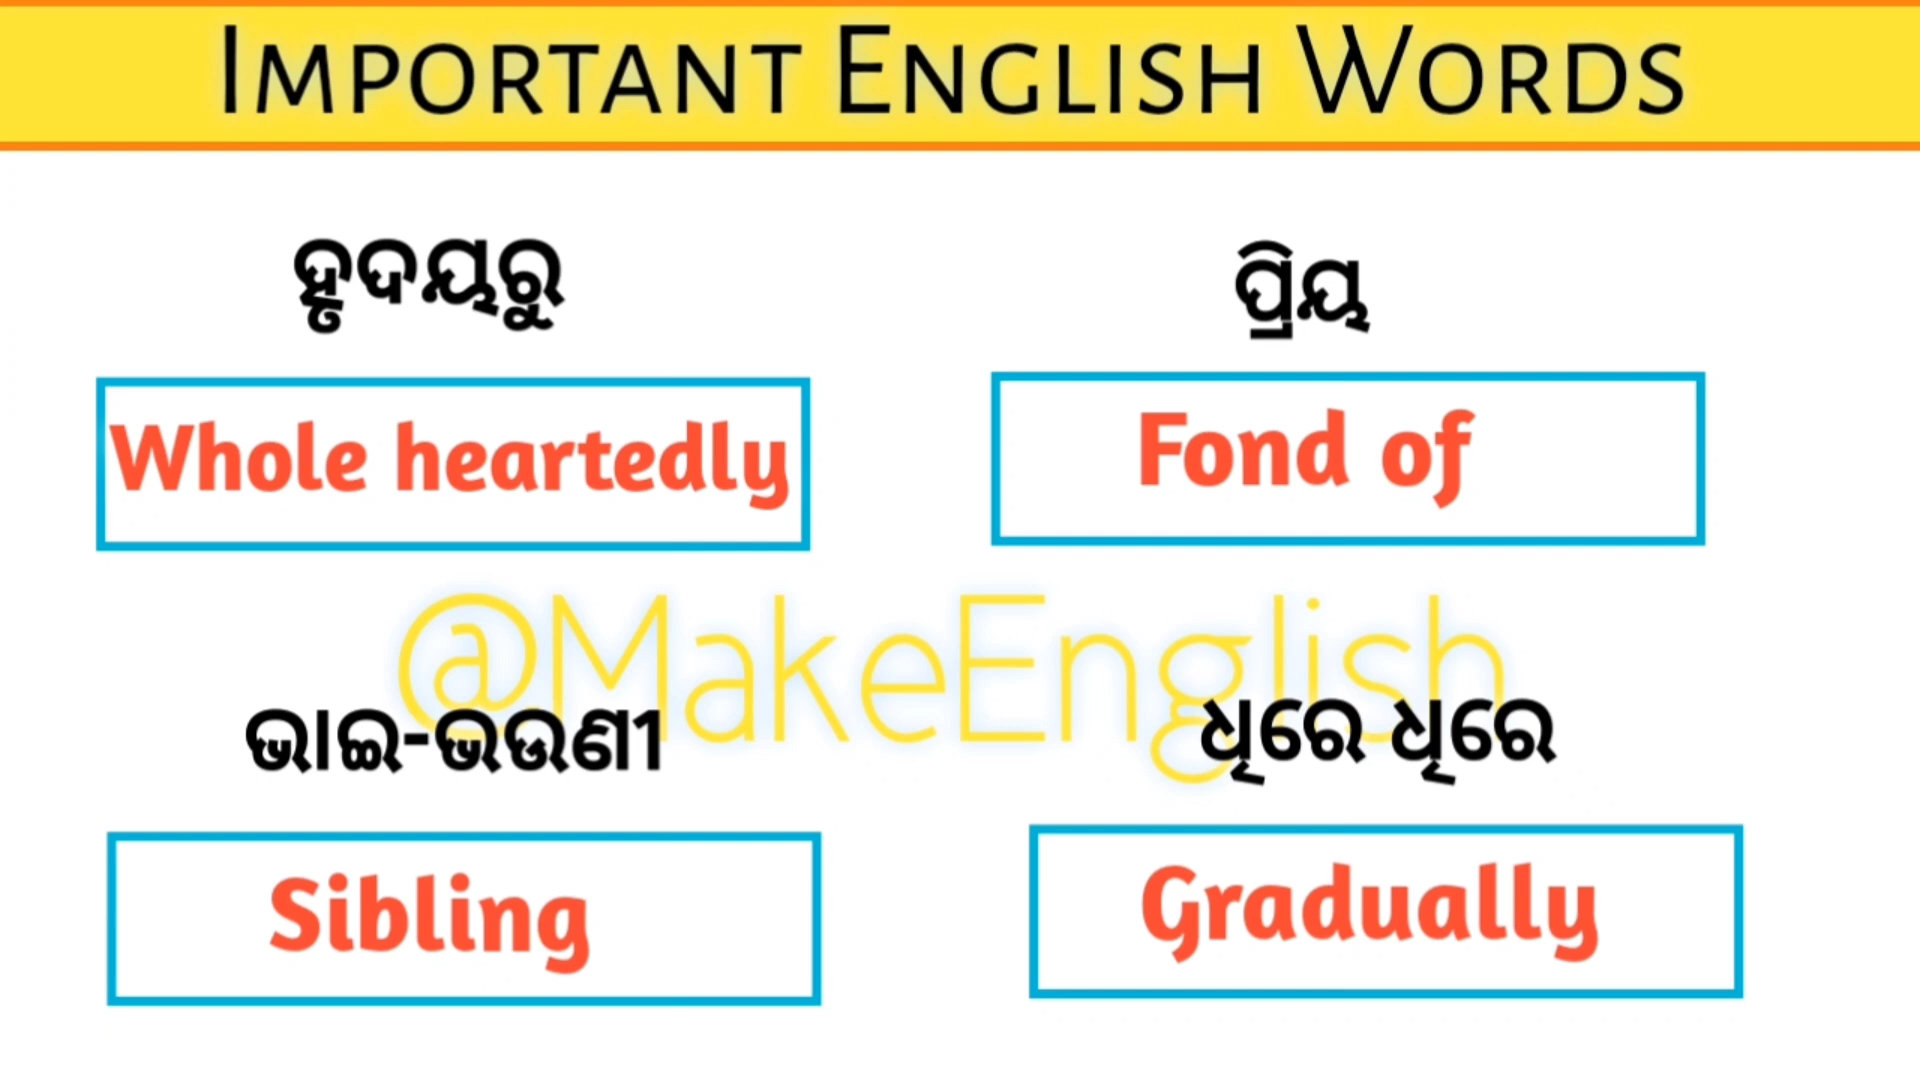 IMPORTANT ENGLISH WORDS
ହୃଦୟରୁ
ପ୍ରିୟ
Whole heartedly
Fond of
@MakeEnglish
ଭାଇ-ଭଉଣୀ
ଧିରେ ଧିରେ
Sibling
Gradually